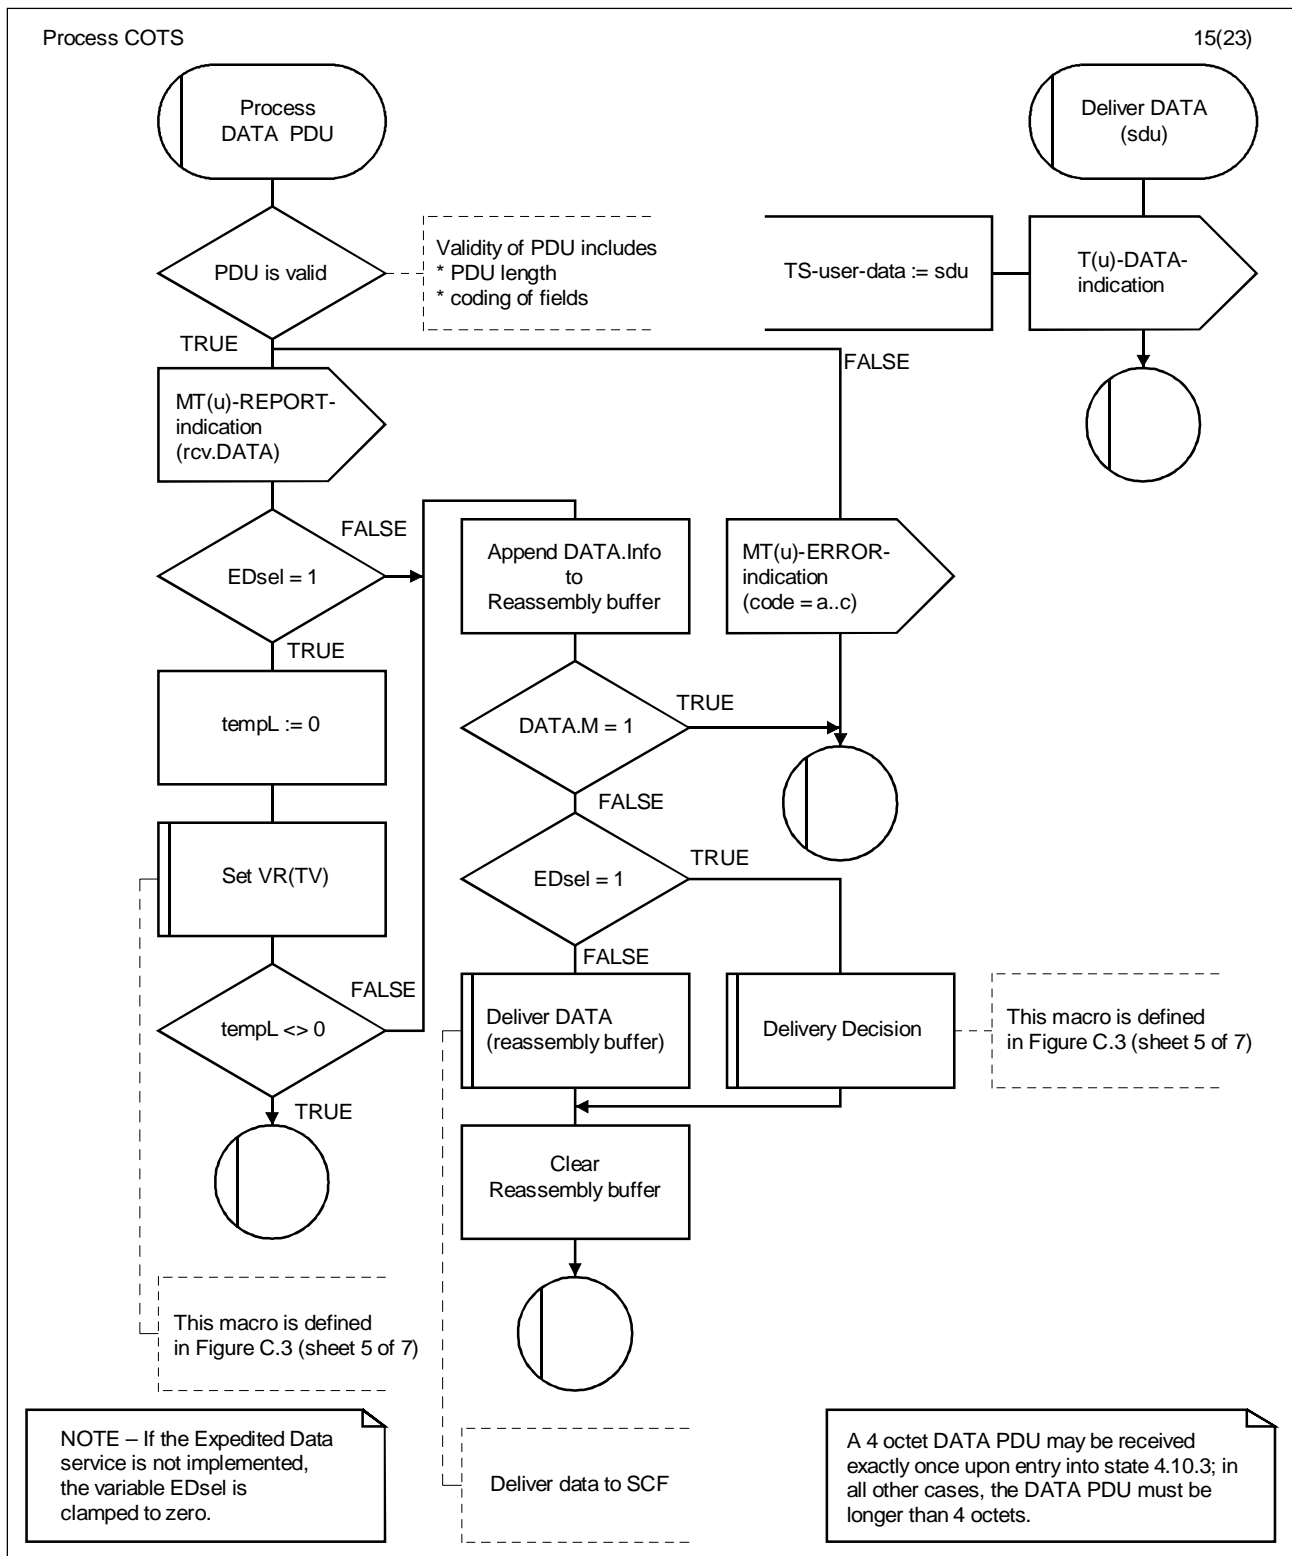 Process COTS
15(23)
Process
DATA PDU
Deliver DATA
(sdu)
PDU is valid
Validity of PDU includes
* PDU length
* coding of fields
TS-user-data := sdu
T(u)-DATA-
indication
TRUE
FALSE
MT(u)-REPORT-
indication
(rcv.DATA)
EDsel = 1
FALSE
TRUE
Append DATA.Info
to
Reassembly buffer
MT(u)-ERROR-
indication
(code = a..c)
tempL := 0
DATA.M = 1
TRUE
FALSE
Set VR(TV)
EDsel = 1
TRUE
FALSE
tempL <> 0
FALSE
TRUE
Deliver DATA
(reassembly buffer)
Delivery Decision
This macro is defined
in Figure C.3 (sheet 5 of 7)
Clear
Reassembly buffer
This macro is defined
in Figure C.3 (sheet 5 of 7)
NOTE – If the Expedited Data
service is not implemented,
the variable EDsel is
clamped to zero.
Deliver data to SCF
A 4 octet DATA PDU may be received
exactly once upon entry into state 4.10.3; in
all other cases, the DATA PDU must be
longer than 4 octets.